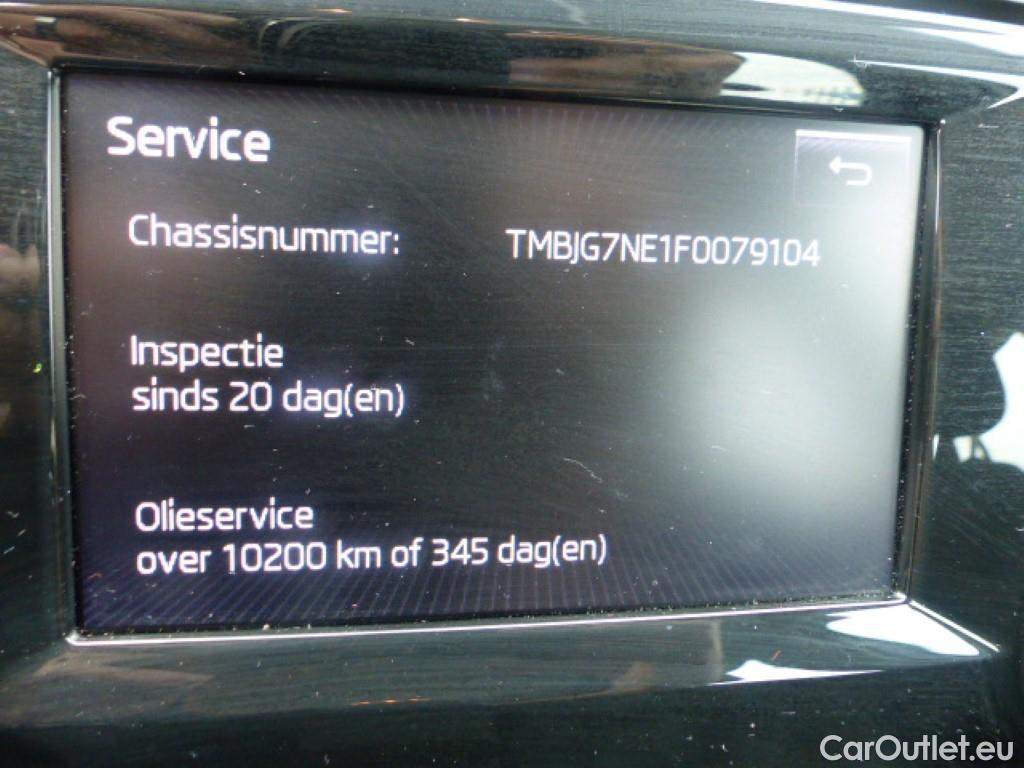 Service
Chassisnummer: TMBJG7NE1F0079104
Inspectie
sinds 20 dag(en)
Olieservice
over 10200 km of 345 dag(en)
CarOutlet.eu